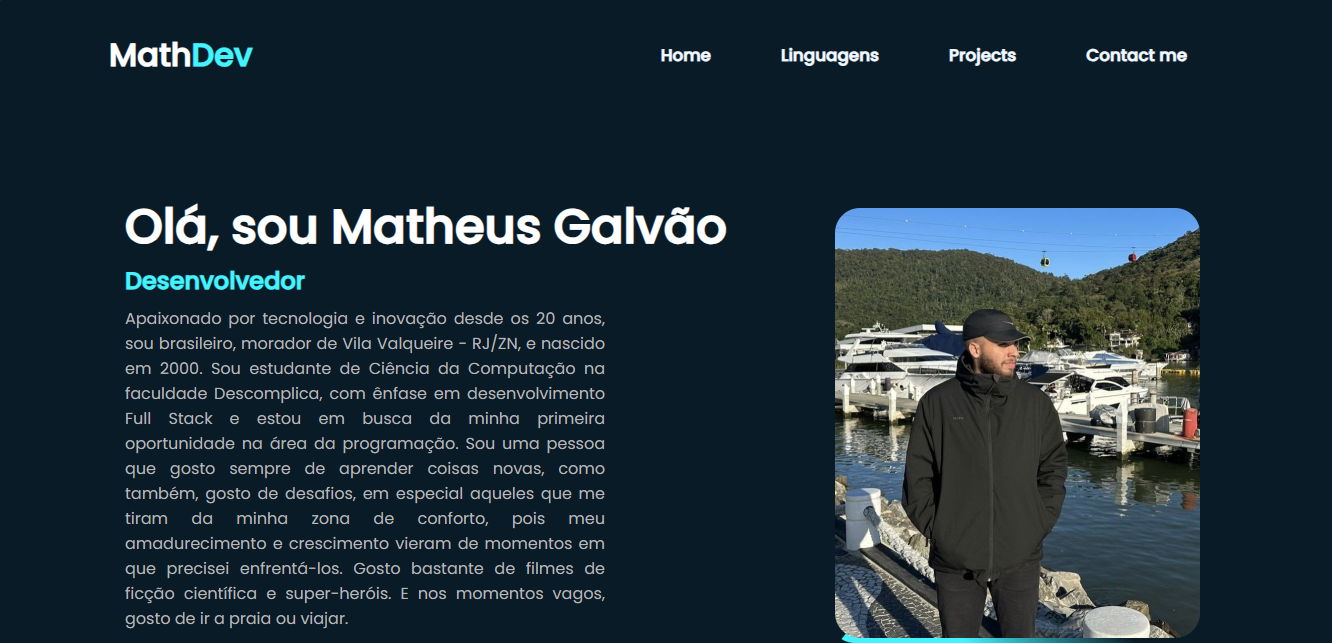 MathDev
Home
Linguagens
Projects
Contact me
Olá, sou Matheus Galvão
Desenvolvedor
Apaixonado por tecnologia e inovação desde os 20 anos,
sou brasileiro, morador de Vila Valqueire - RJ/ZN, e nascido
em 2000. Sou estudante de Ciência da Computação na
faculdade Descomplica, com ênfase em desenvolvimento
Full Stack e estou em busca da minha primeira
oportunidade na área da programação. Sou uma pessoa
que gosto sempre de aprender coisas novas, como
também, gosto de desafios, em especial aqueles que me
tiram da minha zona de conforto, pois meu
amadurecimento e crescimento vieram de momentos em
que precisei enfrentá-los. Gosto bastante de filmes de
ficção científica e super-heróis. E nos momentos vagos,
gosto de ir a praia ou viajar.